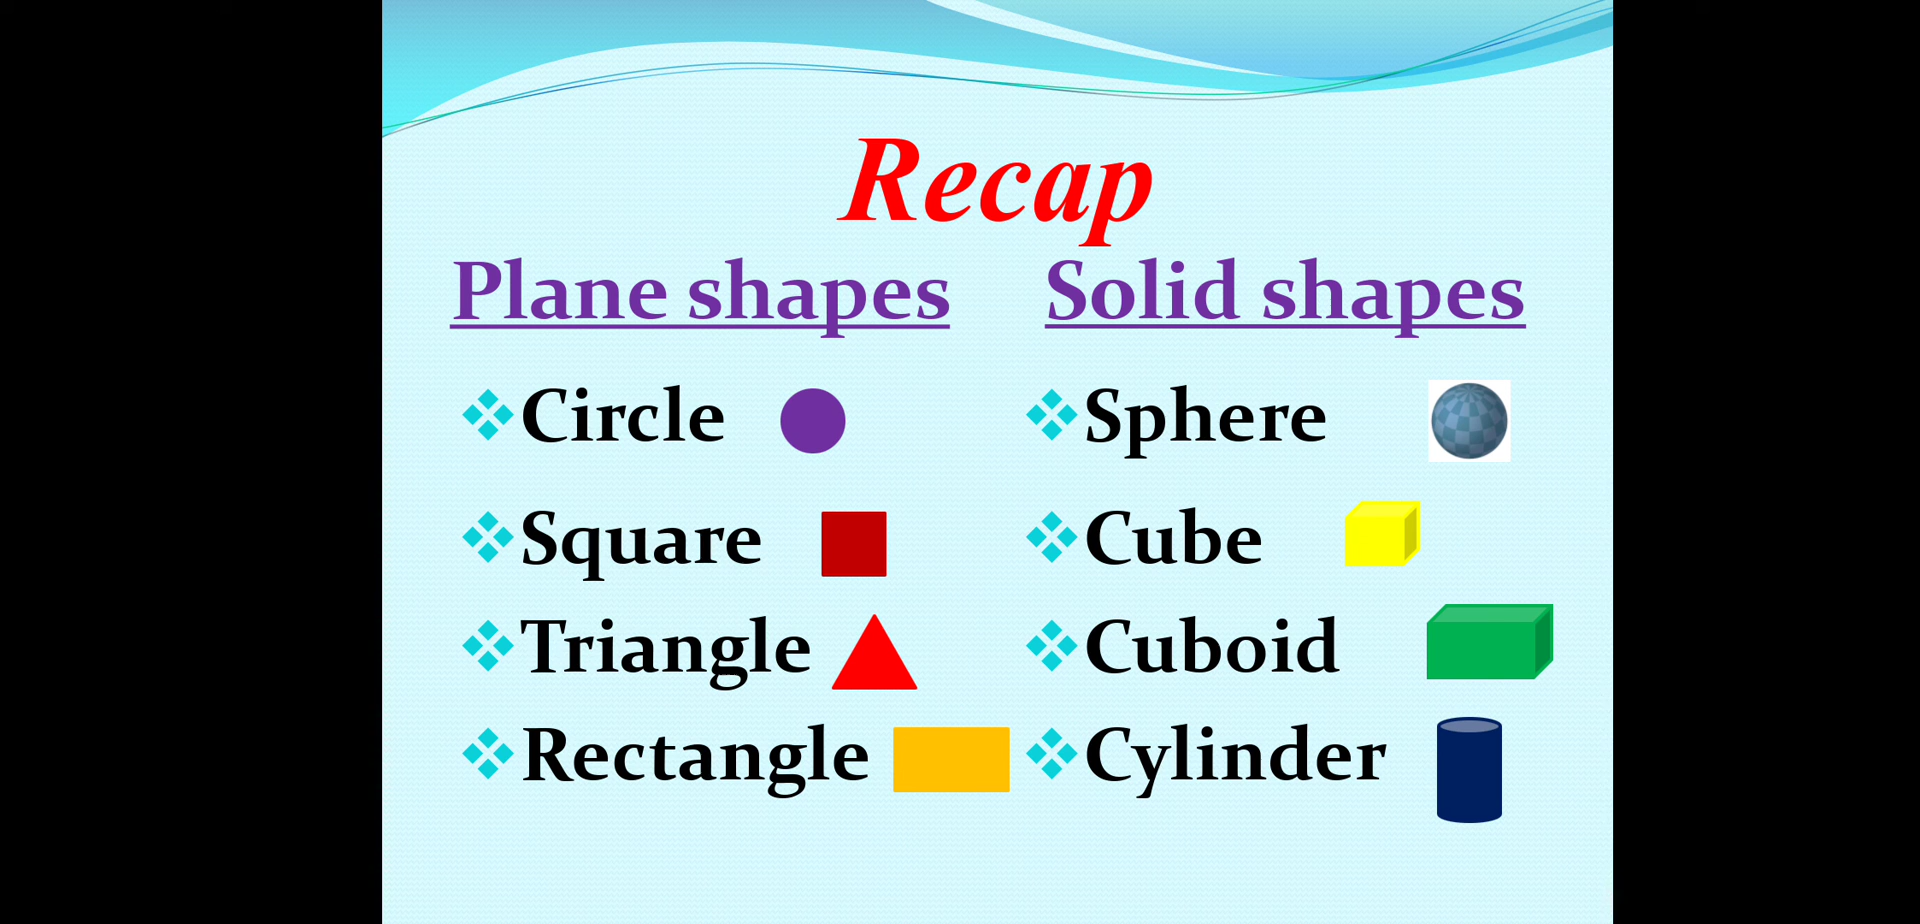 Recap
Plane shapes
Circle
Square
Triangle
Rectangle
Solid shapes
Sphere
Cube
Cuboid
Cylinder